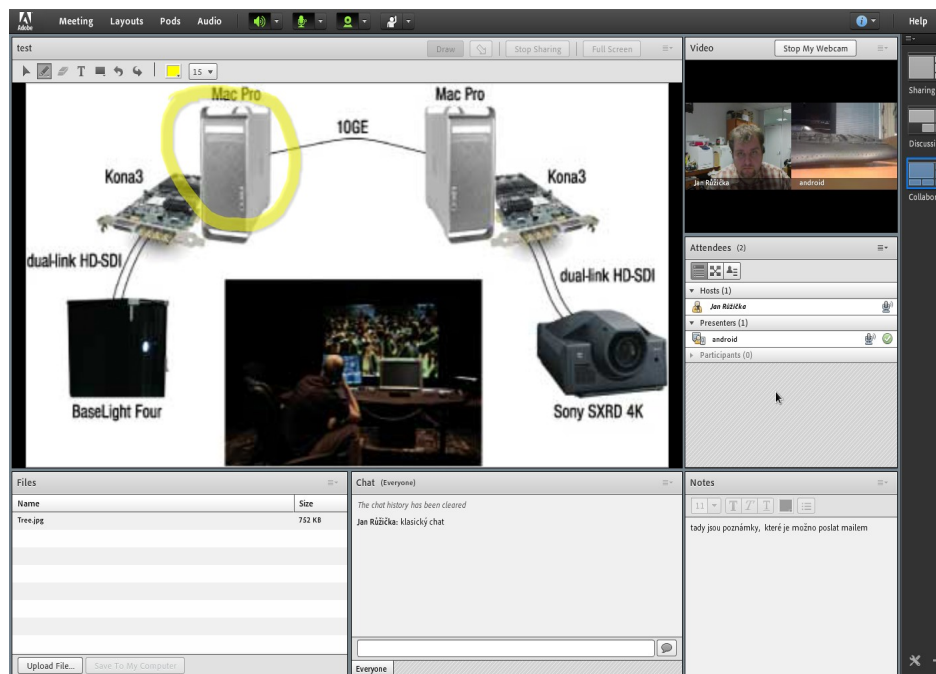 Adobe
Meeting Layouts Pods Audio Help
test Draw Stop Sharing Full Screen
15
Mac Pro Mac Pro
10GE
Kona3 Kona3
dual-link HD-SDI
dual-link HD-SDI
BaseLight Four Sony SXRD 4K
Video Stop My Webcam
Jan Růžička android
Attendees (2)
Hosts (1)
Jan Růžička
Presenters (1)
android
Participants (0)
Sharing
Discussi
Collabor
Files
Name Size
Tree.jpg 752 KB
Upload File... Save To My Computer
Chat (Everyone)
The chat history has been cleared
Jan Růžička: klasický chat
Everyone
Notes
11 T T T
tady jsou poznámky, které je možno poslat mailem